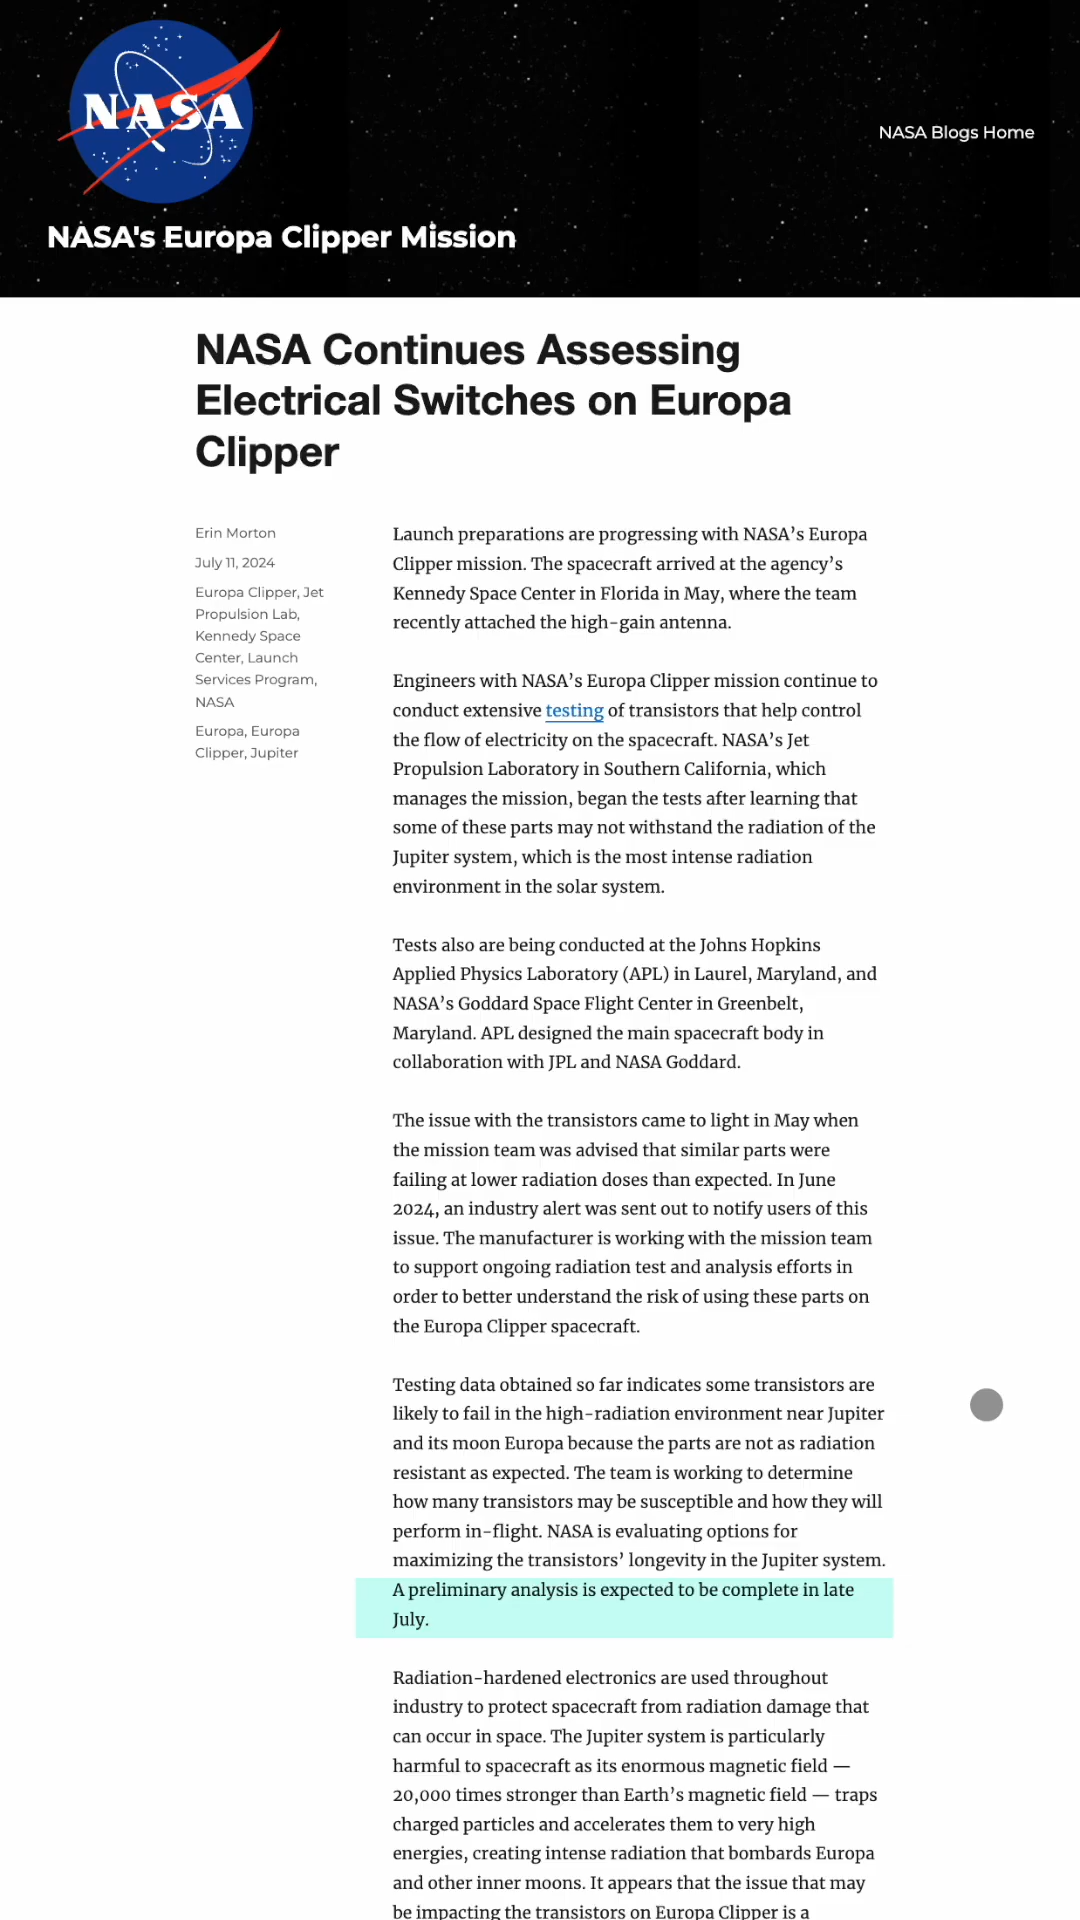 NASA
NASA Blogs Home
NASA's Europa Clipper Mission
NASA Continues Assessing
Electrical Switches on Europa
Clipper
Erin Morton
July 11, 2024
Europa Clipper, Jet
Propulsion Lab,
Kennedy Space
Center, Launch
Services Program,
NASA
Europa, Europa
Clipper, Jupiter
Launch preparations are progressing with NASA’s Europa
Clipper mission. The spacecraft arrived at the agency’s
Kennedy Space Center in Florida in May, where the team
recently attached the high-gain antenna.
Engineers with NASA’s Europa Clipper mission continue to
conduct extensive testing of transistors that help control
the flow of electricity on the spacecraft. NASA’s Jet
Propulsion Laboratory in Southern California, which
manages the mission, began the tests after learning that
some of these parts may not withstand the radiation of the
Jupiter system, which is the most intense radiation
environment in the solar system.
Tests also are being conducted at the Johns Hopkins
Applied Physics Laboratory (APL) in Laurel, Maryland, and
NASA’s Goddard Space Flight Center in Greenbelt,
Maryland. APL designed the main spacecraft body in
collaboration with JPL and NASA Goddard.
The issue with the transistors came to light in May when
the mission team was advised that similar parts were
failing at lower radiation doses than expected. In June
2024, an industry alert was sent out to notify users of this
issue. The manufacturer is working with the mission team
to support ongoing radiation test and analysis efforts in
order to better understand the risk of using these parts on
the Europa Clipper spacecraft.
Testing data obtained so far indicates some transistors are
likely to fail in the high-radiation environment near Jupiter
and its moon Europa because the parts are not as radiation
resistant as expected. The team is working to determine
how many transistors may be susceptible and how they will
perform in-flight. NASA is evaluating options for
maximizing the transistors’ longevity in the Jupiter system.
A preliminary analysis is expected to be complete in late
July.
Radiation-hardened electronics are used throughout
industry to protect spacecraft from radiation damage that
can occur in space. The Jupiter system is particularly
harmful to spacecraft as its enormous magnetic field —
20,000 times stronger than Earth’s magnetic field — traps
charged particles and accelerates them to very high
energies, creating intense radiation that bombards Europa
and other inner moons. It appears that the issue that may
be impacting the transistors on Europa Clipper is a